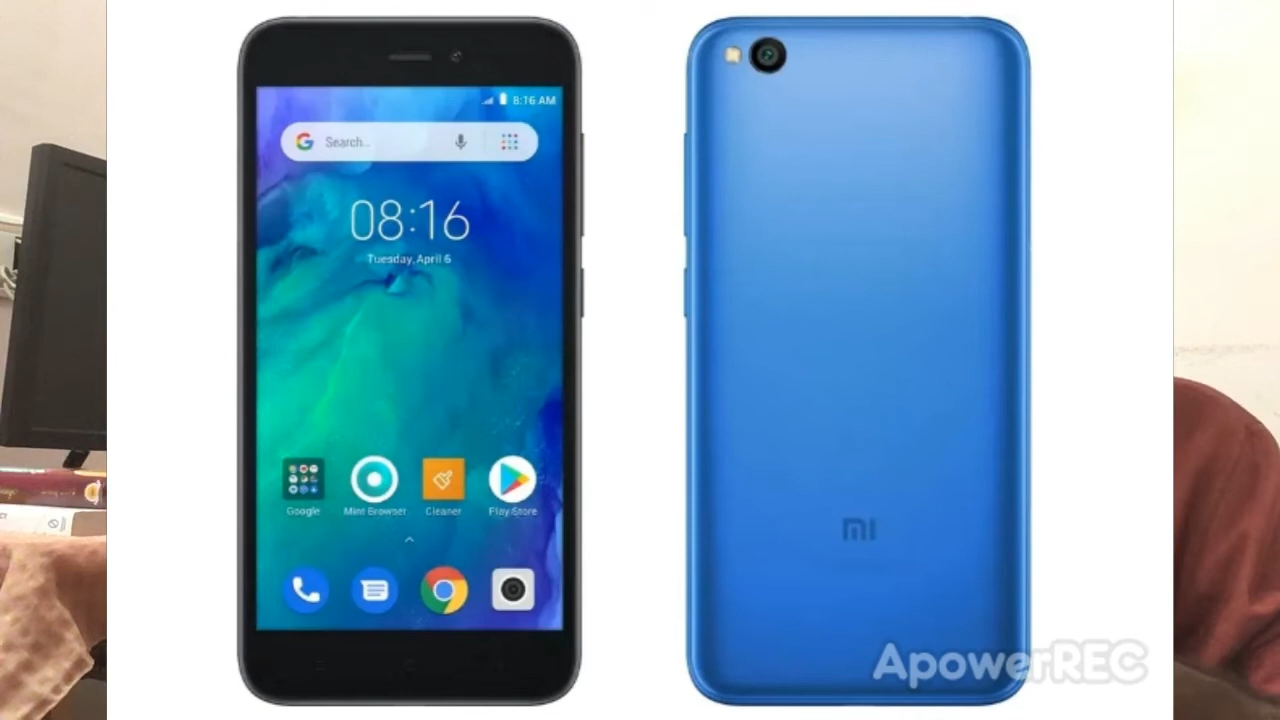 8:16 AM
Search...
08:16
Tuesday, April 6
Google
Mint Browser
Cleaner
Play Store
mi
ApowerREC